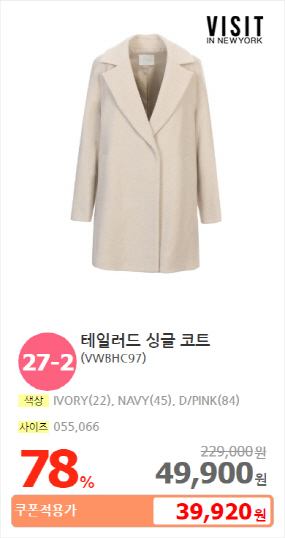 VISIT
IN NEWYORK
27-2
테일러드 싱글 코트
(VWBHC97)
색상 IVORY(22), NAVY(45), D/PINK(84)
사이즈 055,066
78%
229,000원
49,900원
쿠폰적용가 39,920원